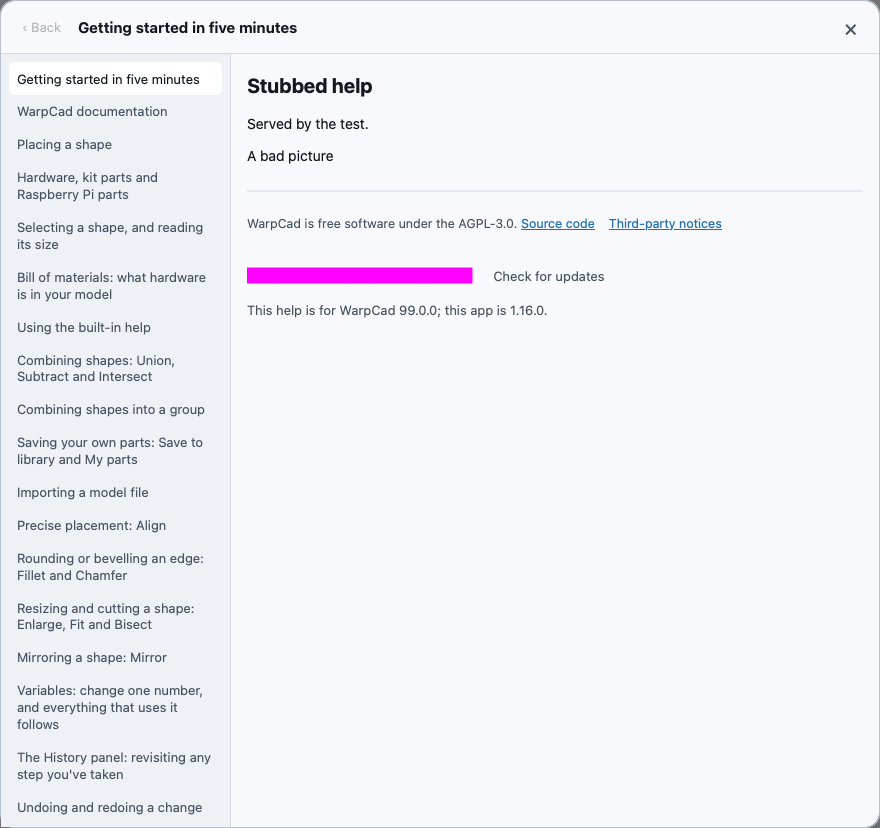 ‹ Back Getting started in five minutes ×
Getting started in five minutes
WarpCad documentation
Placing a shape
Hardware, kit parts and
Raspberry Pi parts
Selecting a shape, and reading
its size
Bill of materials: what hardware
is in your model
Using the built-in help
Combining shapes: Union,
Subtract and Intersect
Combining shapes into a group
Saving your own parts: Save to
library and My parts
Importing a model file
Precise placement: Align
Rounding or bevelling an edge:
Fillet and Chamfer
Resizing and cutting a shape:
Enlarge, Fit and Bisect
Mirroring a shape: Mirror
Variables: change one number,
and everything that uses it
follows
The History panel: revisiting any
step you've taken
Undoing and redoing a change
Stubbed help
Served by the test.
A bad picture
WarpCad is free software under the AGPL-3.0. Source code Third-party notices
Check for updates
This help is for WarpCad 99.0.0; this app is 1.16.0.